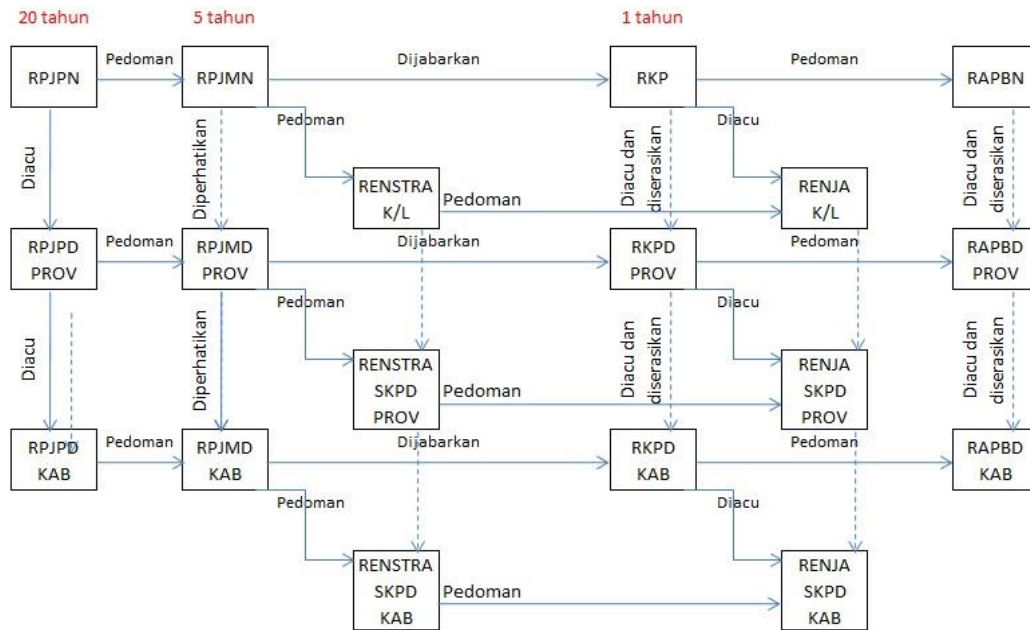 20 tahun
5 tahun
1 tahun
RPJPN
Pedoman
RPJMN
Dijabarkan
RKP
Pedoman
RAPBN
Diacu
Diperhatikan
Pedoman
Diacu dan
diserasikan
Diacu
Diacu dan
diserasikan
RENSTRA
K/L
RENJA
K/L
Pedoman
RPJPD
PROV
Pedoman
RPJMD
PROV
Dijabarkan
RKPD
PROV
Pedoman
RAPBD
PROV
Diacu
Diperhatikan
Pedoman
Diacu dan
diserasikan
Diacu
Diacu dan
diserasikan
RENSTRA
SKPD
PROV
Pedoman
RENJA
SKPD
PROV
RPJPD
KAB
Pedoman
RPJMD
KAB
Dijabarkan
RKPD
KAB
Pedoman
RAPBD
KAB
Pedoman
Diacu
RENSTRA
SKPD
KAB
Pedoman
RENJA
SKPD
KAB